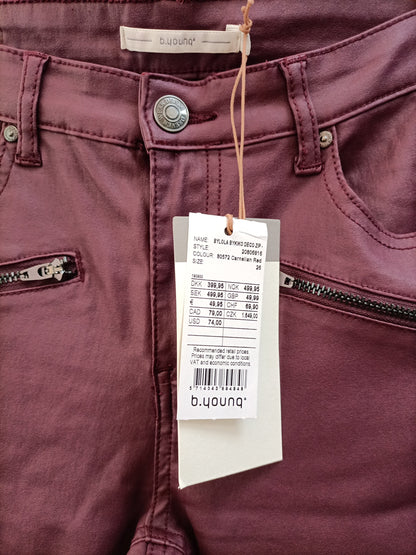 b.young®
NAME BYLOLA BYKIKO DECO ZIP -
STYLE: 20806916
COLOUR: 80572 Carnelian Red
SIZE: 36
DKK 399,95 NOK 499,95
SEK 499,95 GBP 49,99
€ 49,95 CHF 69,90
CAD 79,00 CZK 1.649,00
USD 74,00
Recommended retail prices.
Prices may differ due to local
VAT and economic conditions.
b.young®